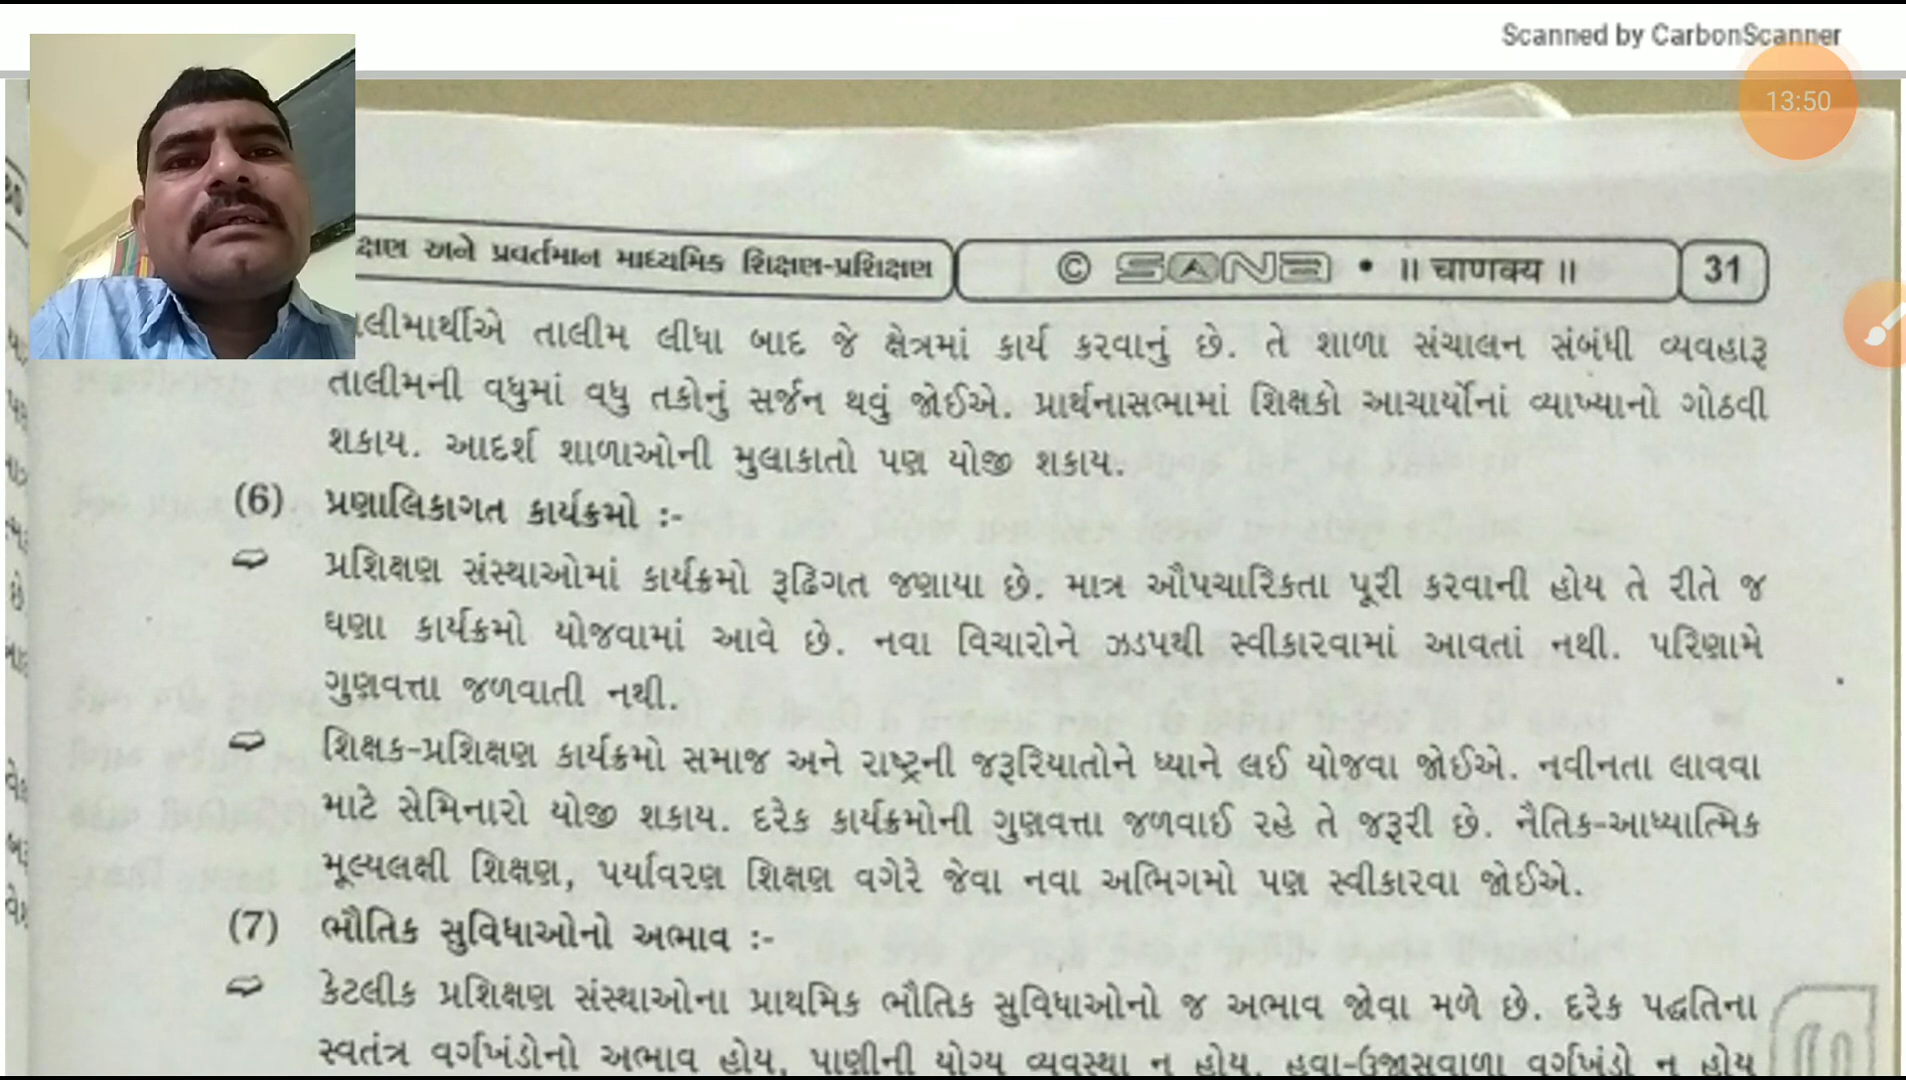 Scanned by CarbonScanner
13:50
અને પ્રવર્તમાન માધ્યમિક શિક્ષણ-પ્રશિક્ષણ
© SANA • ॥ चाणक्य ॥
31
તાલીમ લીધા બાદ જે ક્ષેત્રમાં કાર્ય કરવાનું છે. તે શાળા સંચાલન સંબંધી વ્યવહારૂ
તાલીમની વધુમાં વધુ તકોનું સર્જન થવું જોઈએ. પ્રાર્થનાસભામાં શિક્ષકો આચાર્યોનાં વ્યાખ્યાનો ગોઠવી
શકાય. આદર્શ શાળાઓની મુલાકાતો પણ યોજી શકાય.
(6) પ્રણાલિકાગત કાર્યક્રમો :-
પ્રશિક્ષણ સંસ્થાઓમાં કાર્યક્રમો રૂઢિગત જણાયા છે. માત્ર ઔપચારિકતા પૂરી કરવાની હોય તે રીતે જ
ઘણા કાર્યક્રમો યોજવામાં આવે છે. નવા વિચારોને ઝડપથી સ્વીકારવામાં આવતાં નથી. પરિણામે
ગુણવત્તા જળવાતી નથી.
શિક્ષક-પ્રશિક્ષણ કાર્યક્રમો સમાજ અને રાષ્ટ્રની જરૂરિયાતોને ધ્યાને લઈ યોજવા જોઈએ. નવીનતા લાવવા
માટે સેમિનારો યોજી શકાય. દરેક કાર્યક્રમોની ગુણવત્તા જળવાઈ રહે તે જરૂરી છે. નૈતિક-આધ્યાત્મિક
મૂલ્યલક્ષી શિક્ષણ, પર્યાવરણ શિક્ષણ વગેરે જેવા નવા અભિગમો પણ સ્વીકારવા જોઈએ.
(7) ભૌતિક સુવિધાઓનો અભાવ :-
કેટલીક પ્રશિક્ષણ સંસ્થાઓના પ્રાથમિક ભૌતિક સુવિધાઓનો જ અભાવ જોવા મળે છે. દરેક પદ્ધતિના
સ્વતંત્ર વર્ગખંડોનો અભાવ હોય, પાણીની યોગ્ય વ્યવસ્થા ન હોય. હવા-ઉજાસવાળા વર્ગખંડો ન હોય